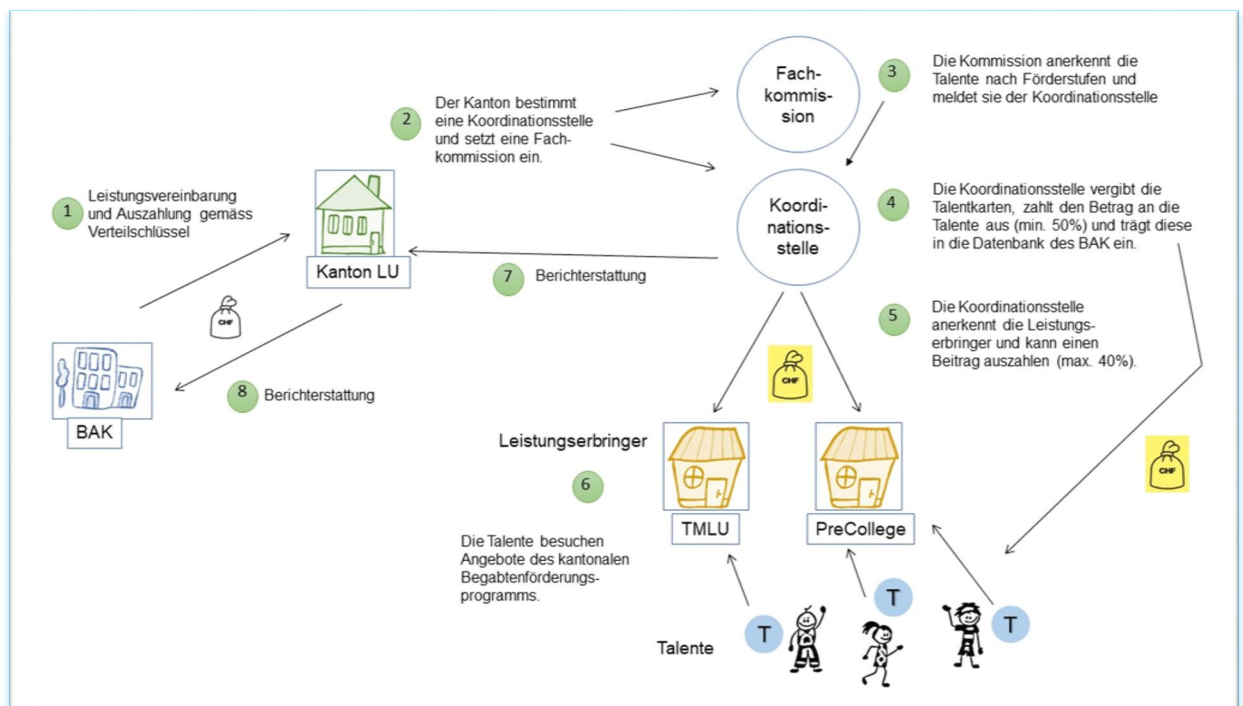 1
Leistungsvereinbarung
und Auszahlung gemäss
Verteilschlüssel
2
Der Kanton bestimmt
eine Koordinationsstelle
und setzt eine Fach-
kommission ein.
Fach-
kommis-
sion
3
Die Kommission anerkennt die
Talente nach Förderstufen und
meldet sie der Koordinationsstelle
Koordi-
nations-
stelle
4
Die Koordinationsstelle vergibt die
Talentkarten, zahlt den Betrag an die
Talente aus (min. 50%) und trägt diese
in die Datenbank des BAK ein.
Kanton LU
7
Berichterstattung
CHF
5
Die Koordinationsstelle
anerkennt die Leistungs-
erbringer und kann einen
Beitrag auszahlen (max. 40%).
CHF
BAK
8
Berichterstattung
Leistungserbringer
CHF
6
TMLU
PreCollege
Die Talente besuchen
Angebote des kantonalen
Begabtenförderungs-
programms.
Talente
T
T
T